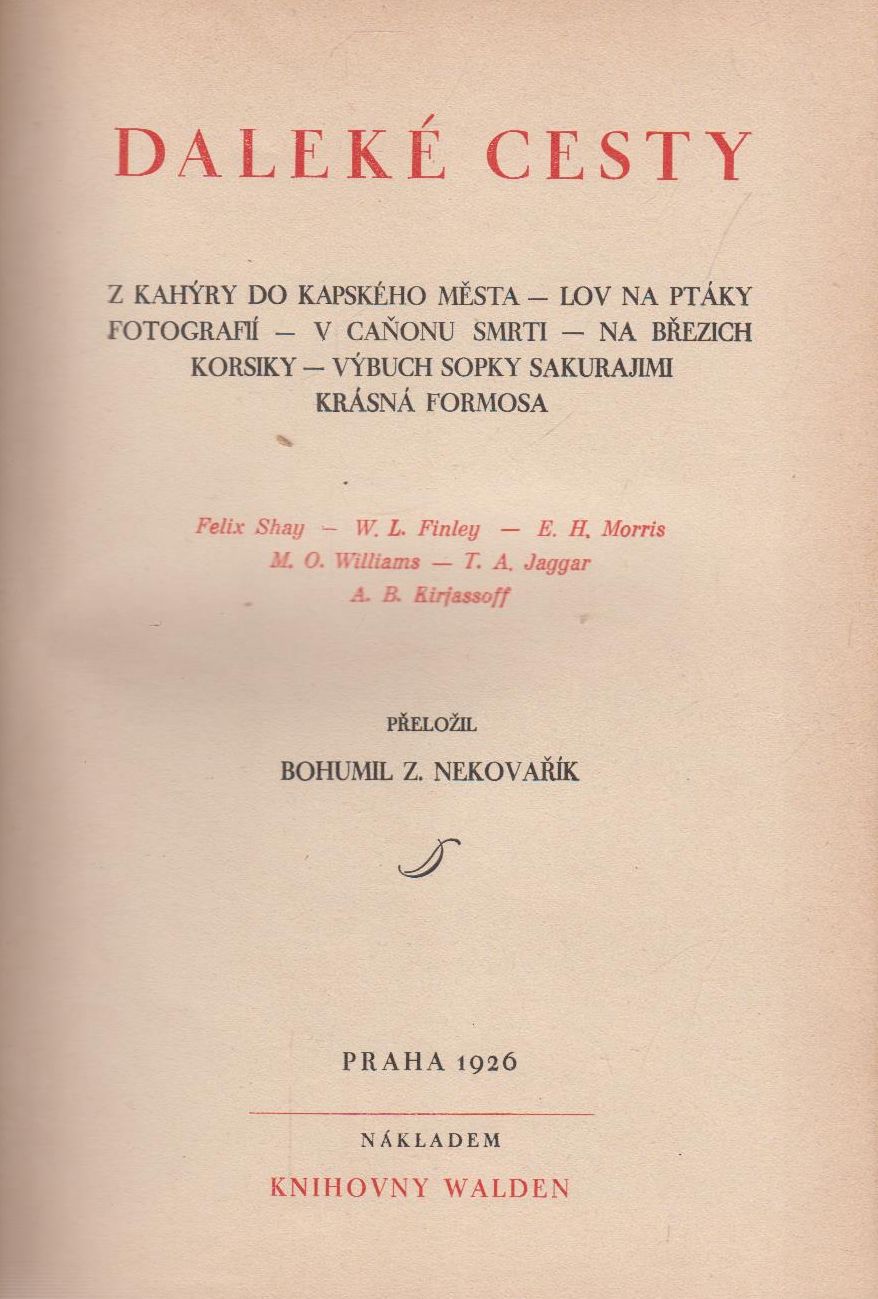 DALEKÉ CESTY
Z KAHÝRY DO KAPSKÉHO MĚSTA – LOV NA PTÁKY
FOTOGRAFIÍ – V CAÑONU SMRTI – NA BŘEZICH
KORSIKY – VÝBUCH SOPKY SAKURAJIMI
KRÁSNÁ FORMOSA
Felix Shay – W. L. Finley – E. H. Morris
M. O. Williams – T. A. Jaggar
A. B. Kirjassoff
PŘELOŽIL
BOHUMIL Z. NEKOVAŘÍK
PRAHA 1926
NÁKLADEM
KNIHOVNY WALDEN